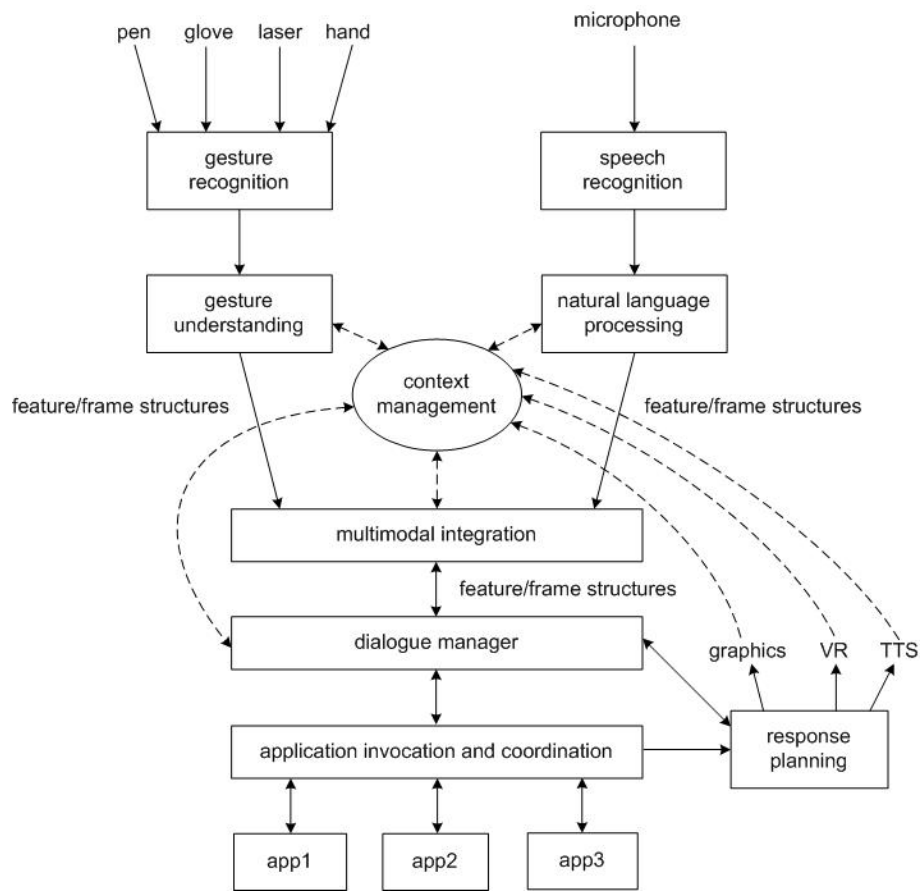 pen
glove
laser
hand
microphone
gesture
recognition
speech
recognition
gesture
understanding
natural language
processing
context
management
feature/frame structures
feature/frame structures
multimodal integration
feature/frame structures
dialogue manager
graphics
VR
TTS
application invocation and coordination
response
planning
app1
app2
app3